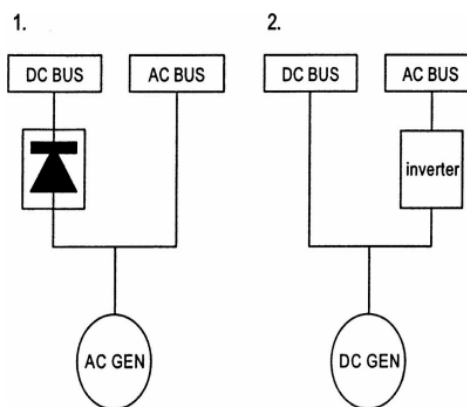 1.
2.
DC BUS
AC BUS
DC BUS
AC BUS
inverter
AC GEN
DC GEN